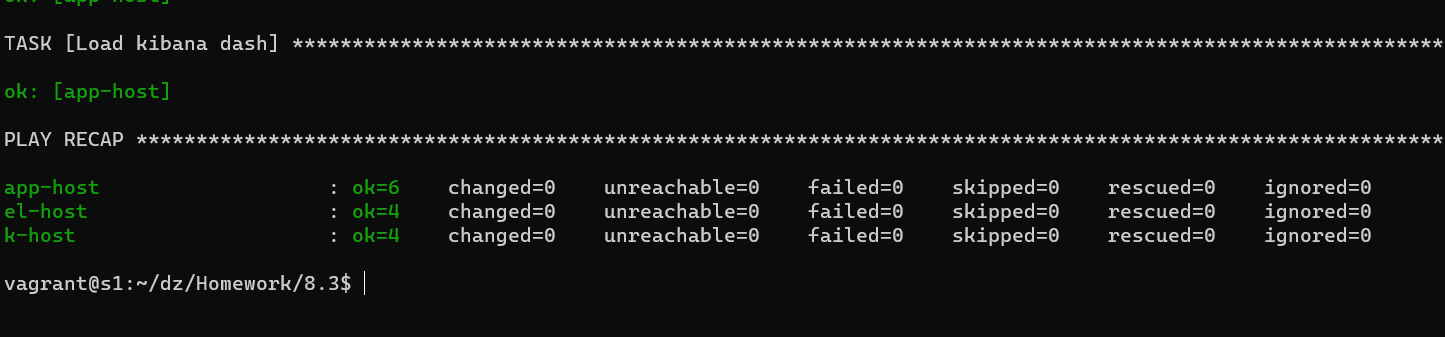 ok: [app-host]
TASK [Load kibana dash] ************************************************************************************************
ok: [app-host]
PLAY RECAP *************************************************************************************************************
app-host                   : ok=6    changed=0    unreachable=0    failed=0    skipped=0    rescued=0    ignored=0
el-host                    : ok=4    changed=0    unreachable=0    failed=0    skipped=0    rescued=0    ignored=0
k-host                     : ok=4    changed=0    unreachable=0    failed=0    skipped=0    rescued=0    ignored=0
vagrant@s1:~/dz/Homework/8.3$